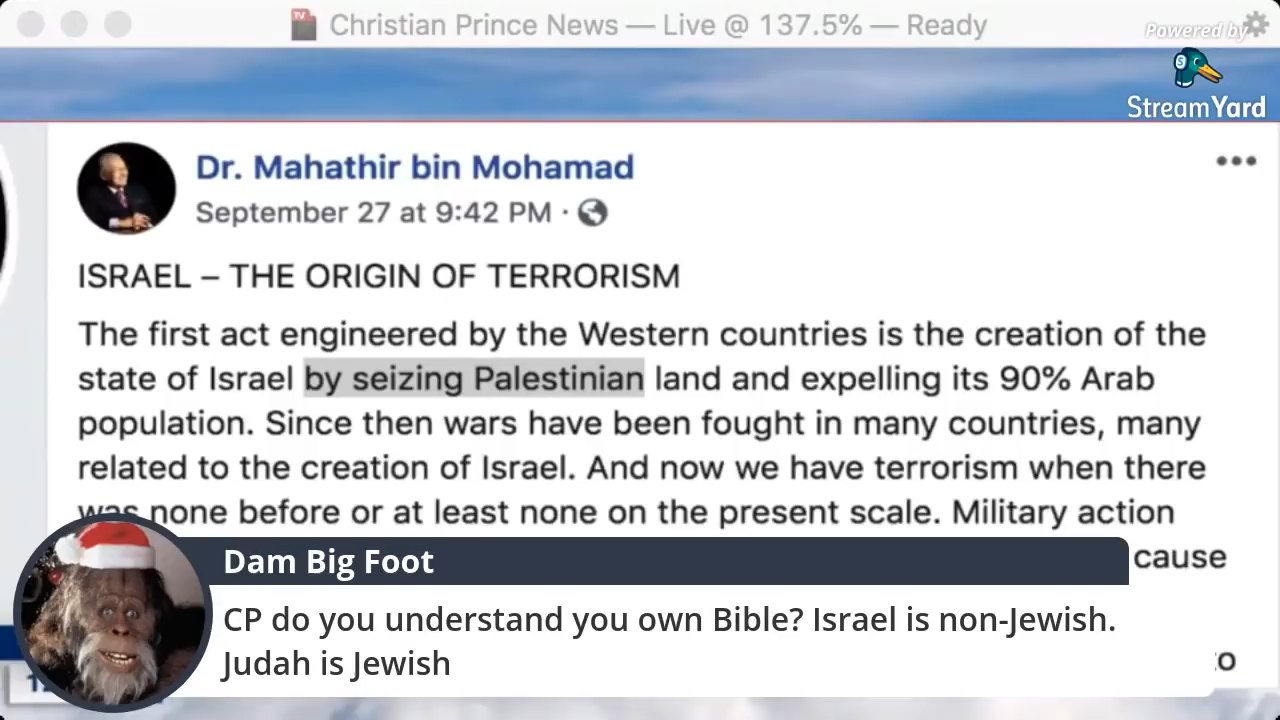 Christian Prince News — Live @ 137.5% — Ready
Powered by
StreamYard
Dr. Mahathir bin Mohamad
September 27 at 9:42 PM ·
ISRAEL – THE ORIGIN OF TERRORISM
The first act engineered by the Western countries is the creation of the
state of Israel by seizing Palestinian land and expelling its 90% Arab
population. Since then wars have been fought in many countries, many
related to the creation of Israel. And now we have terrorism when there
was none before or at least none on the present scale. Military action
cause
Dam Big Foot
CP do you understand you own Bible? Israel is non-Jewish.
Judah is Jewish